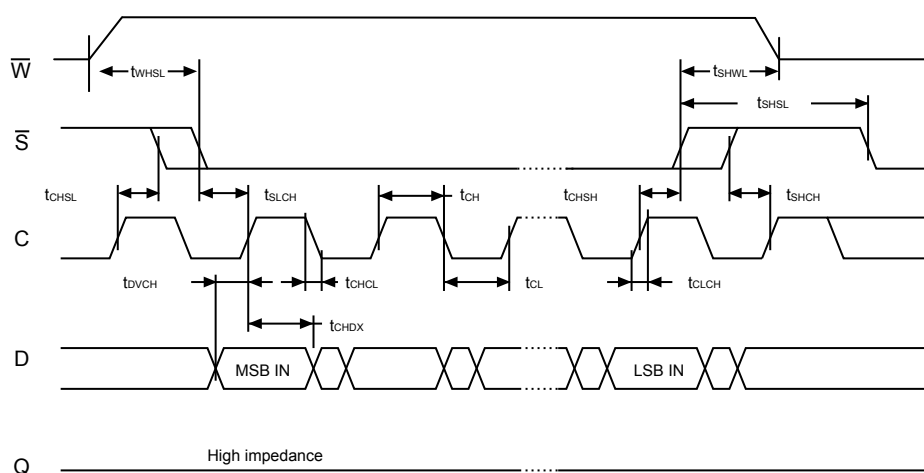 W
tWHSL
tSHWL
tSHSL
S
tCHSL
tSLCH
tCH
tCHSH
tSHCH
C
tDVCH
tCHCL
tCL
tCLCH
tCHDX
D
MSB IN
LSB IN
High impedance
Q